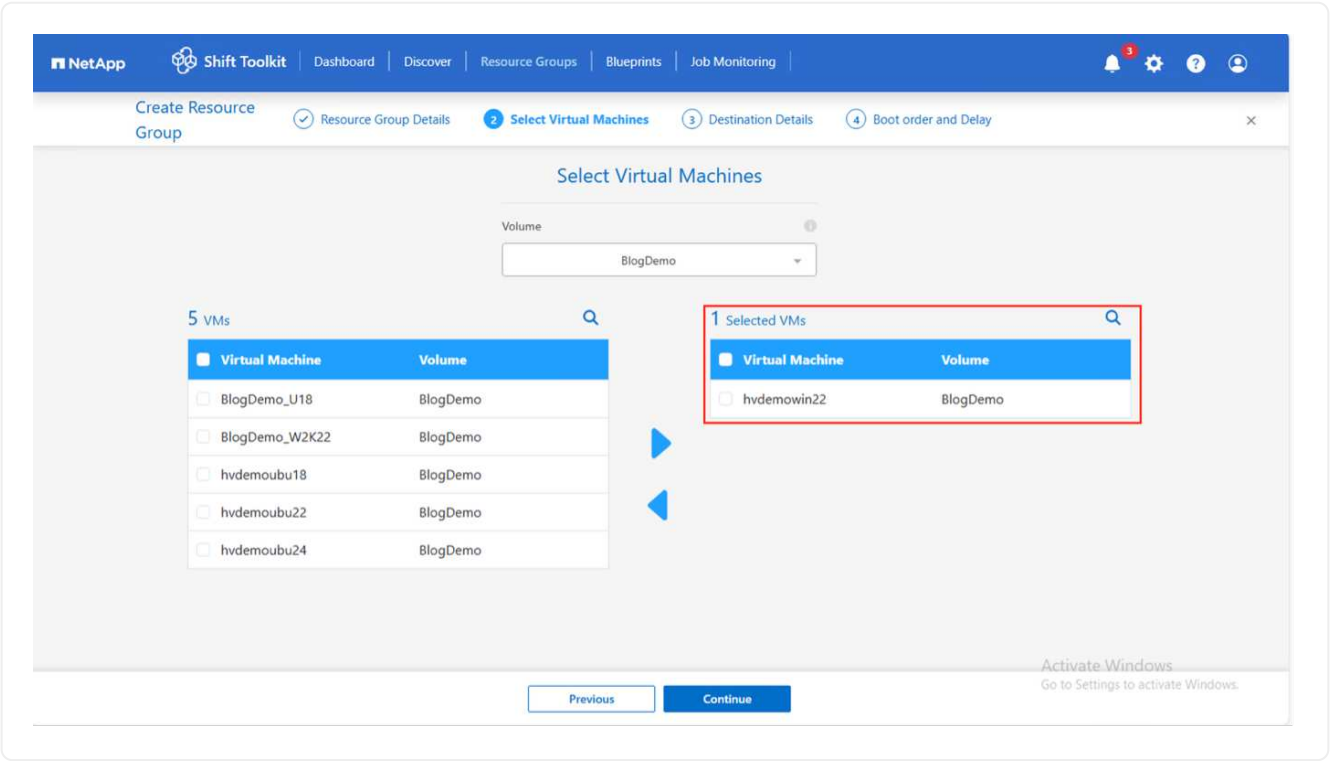 NetApp Shift Toolkit Dashboard Discover Resource Groups Blueprints Job Monitoring 3 ?
Create Resource
Group
Resource Group Details 2 Select Virtual Machines 3 Destination Details 4 Boot order and Delay
Select Virtual Machines
Volume
BlogDemo
5 VMs
Virtual Machine Volume
BlogDemo_U18 BlogDemo
BlogDemo_W2K22 BlogDemo
hvdemoubu18 BlogDemo
hvdemoubu22 BlogDemo
hvdemoubu24 BlogDemo
1 Selected VMs
Virtual Machine Volume
hvdemowin22 BlogDemo
Activate Windows
Go to Settings to activate Windows.
Previous Continue